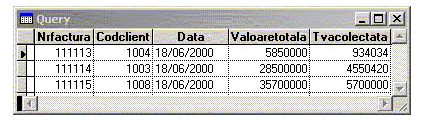 Query
Nrfactura Codclient Data Valoaretotala Tvacolectata
111113 1004 18/06/2000 5850000 934034
111114 1003 18/06/2000 28500000 4550420
111115 1008 18/06/2000 35700000 5700000